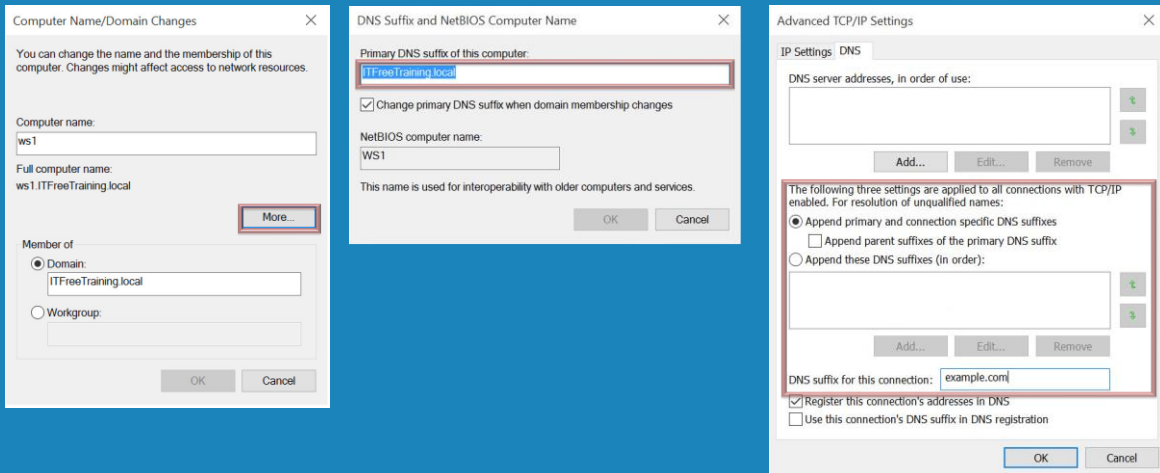 Computer Name/Domain Changes
You can change the name and the membership of this
computer. Changes might affect access to network resources.
Computer name:
ws1
Full computer name:
ws1.ITFreeTraining.local
More...
Member of
Domain:
ITFreeTraining.local
Workgroup:
OK
Cancel
DNS Suffix and NetBIOS Computer Name
Primary DNS suffix of this computer:
ITFreeTraining.local
Change primary DNS suffix when domain membership changes
NetBIOS computer name:
WS1
This name is used for interoperability with older computers and services.
OK
Cancel
Advanced TCP/IP Settings
IP Settings
DNS
DNS server addresses, in order of use:
Add...
Edit...
Remove
The following three settings are applied to all connections with TCP/IP
enabled. For resolution of unqualified names:
Append primary and connection specific DNS suffixes
Append parent suffixes of the primary DNS suffix
Append these DNS suffixes (in order):
Add...
Edit...
Remove
DNS suffix for this connection:
example.com
Register this connection's addresses in DNS
Use this connection's DNS suffix in DNS registration
OK
Cancel